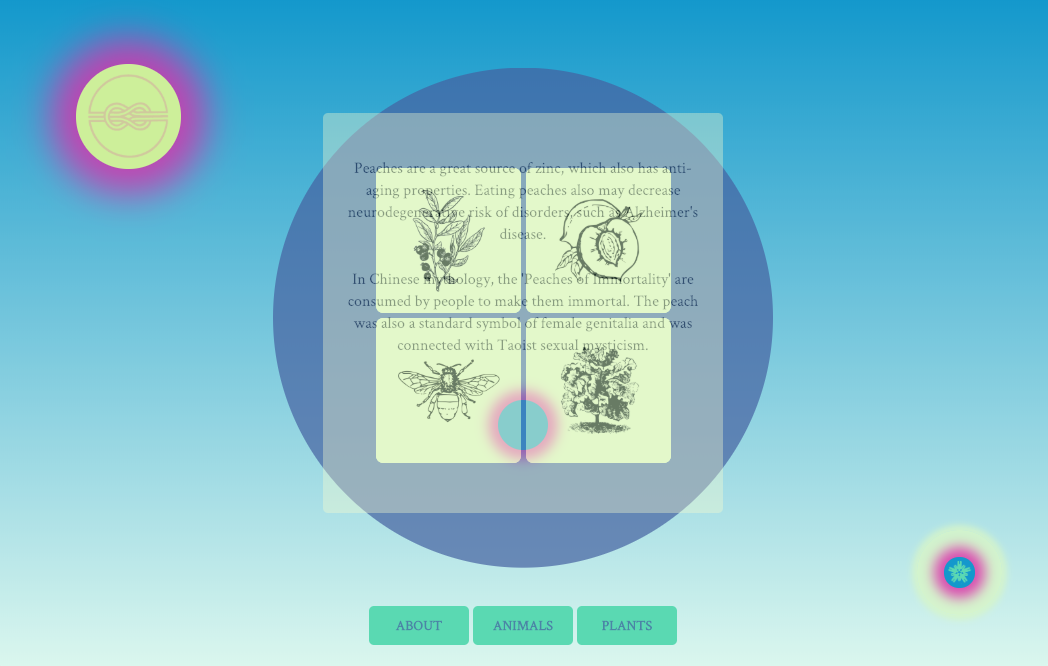 Peaches are a great source of zinc, which also has anti-
aging properties. Eating peaches also may decrease
neurodegenerative risk of disorders, such as Alzheimer's
disease.
In Chinese mythology, the 'Peaches of Immortality' are
consumed by people to make them immortal. The peach
was also a standard symbol of female genitalia and was
connected with Taoist sexual mysticism.
ABOUT
ANIMALS
PLANTS